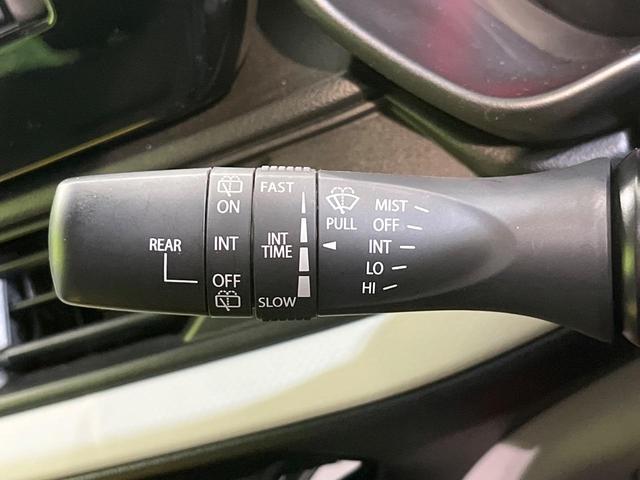 REAR
ON
INT
OFF
FAST
INT
TIME
SLOW
PULL
MIST
OFF
INT
LO
HI